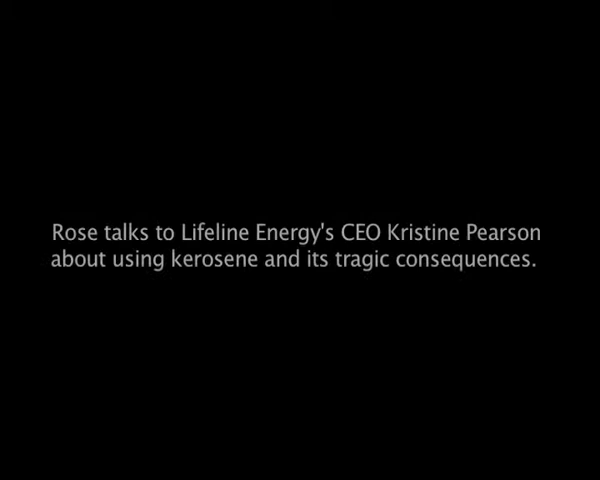 Rose talks to Lifeline Energy's CEO Kristine Pearson
about using kerosene and its tragic consequences.